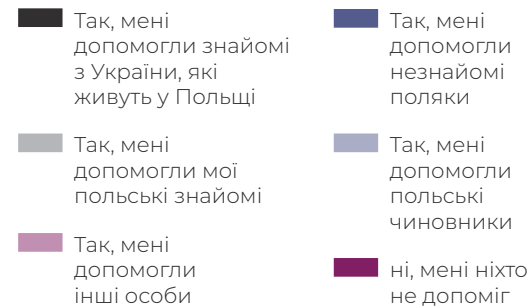 Так, мені
допомогли знайомі
з України, які
живуть у Польщі
Так, мені
допомогли мої
польські знайомі
Так, мені
допомогли
інші особи
Так, мені
допомогли
незнайомі
поляки
Так, мені
допомогли
польські
чиновники
ні, мені ніхто
не допоміг